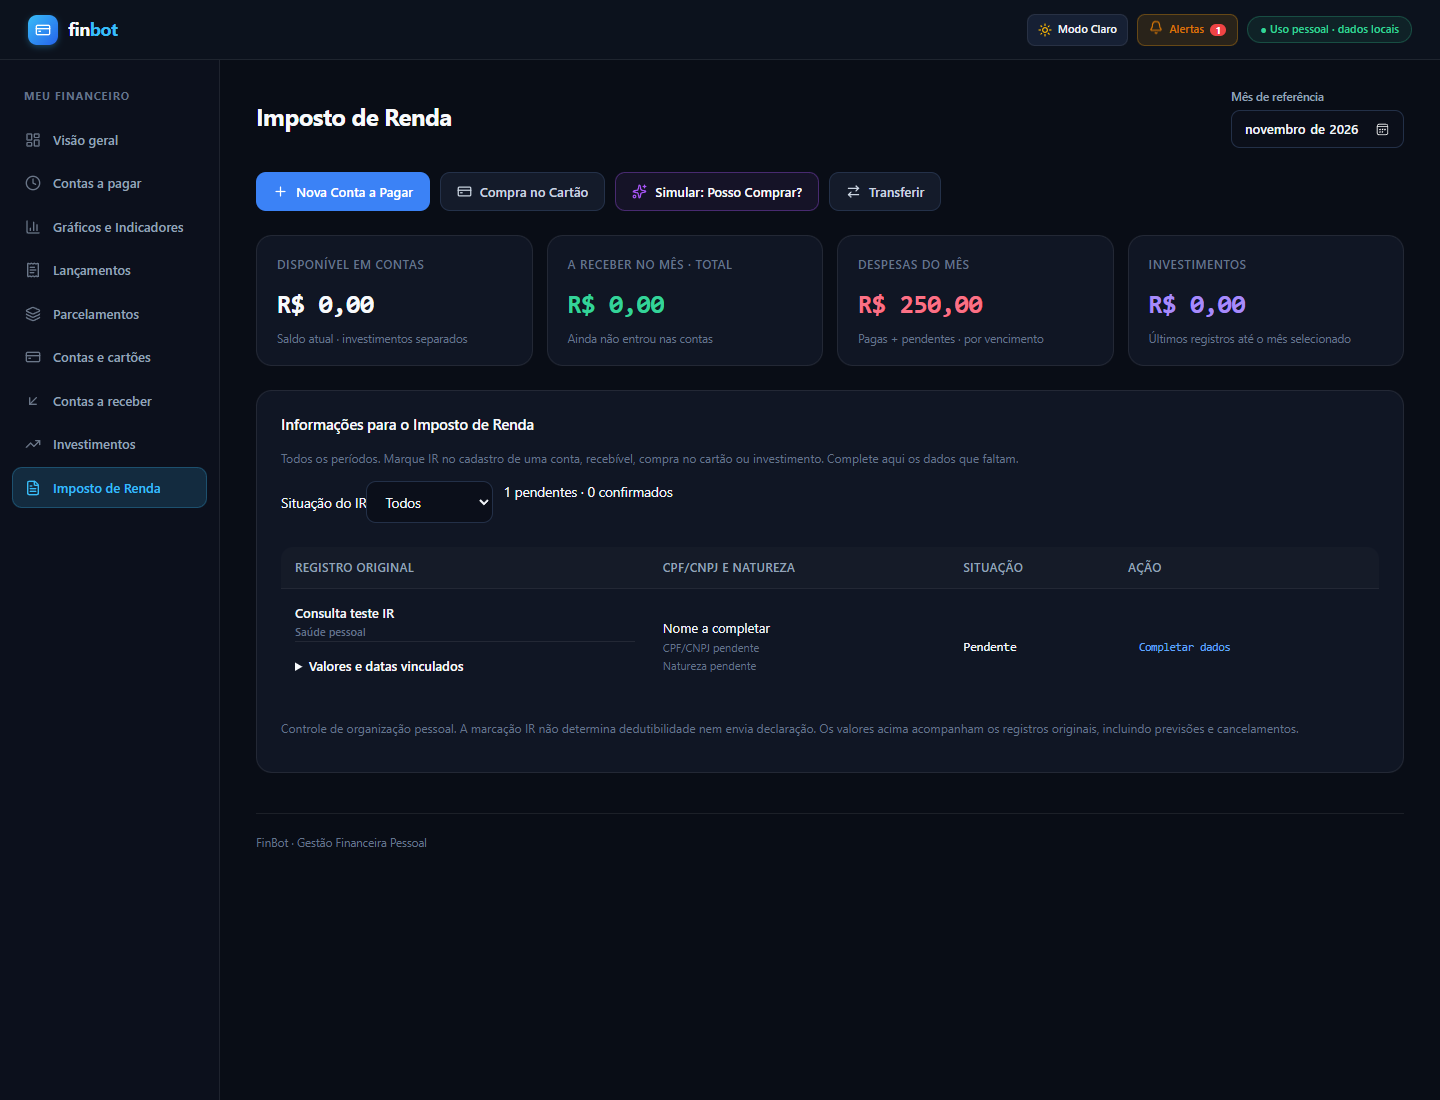 finbot
Modo Claro
Alertas 1
Uso pessoal · dados locais
MEU FINANCEIRO
Visão geral
Contas a pagar
Gráficos e Indicadores
Lançamentos
Parcelamentos
Contas e cartões
Contas a receber
Investimentos
Imposto de Renda
Imposto de Renda
Mês de referência
novembro de 2026
Nova Conta a Pagar
Compra no Cartão
Simular: Posso Comprar?
Transferir
DISPONÍVEL EM CONTAS
R$ 0,00
Saldo atual · investimentos separados
A RECEBER NO MÊS · TOTAL
R$ 0,00
Ainda não entrou nas contas
DESPESAS DO MÊS
R$ 250,00
Pagas + pendentes · por vencimento
INVESTIMENTOS
R$ 0,00
Últimos registros até o mês selecionado
Informações para o Imposto de Renda
Todos os períodos. Marque IR no cadastro de uma conta, recebível, compra no cartão ou investimento. Complete aqui os dados que faltam.
Situação do IR Todos 1 pendentes · 0 confirmados
REGISTRO ORIGINAL CPF/CNPJ E NATUREZA SITUAÇÃO AÇÃO
Consulta teste IR
Saúde pessoal
Valores e datas vinculados
Nome a completar
CPF/CNPJ pendente
Natureza pendente
Pendente
Completar dados
Controle de organização pessoal. A marcação IR não determina dedutibilidade nem envia declaração. Os valores acima acompanham os registros originais, incluindo previsões e cancelamentos.
FinBot · Gestão Financeira Pessoal